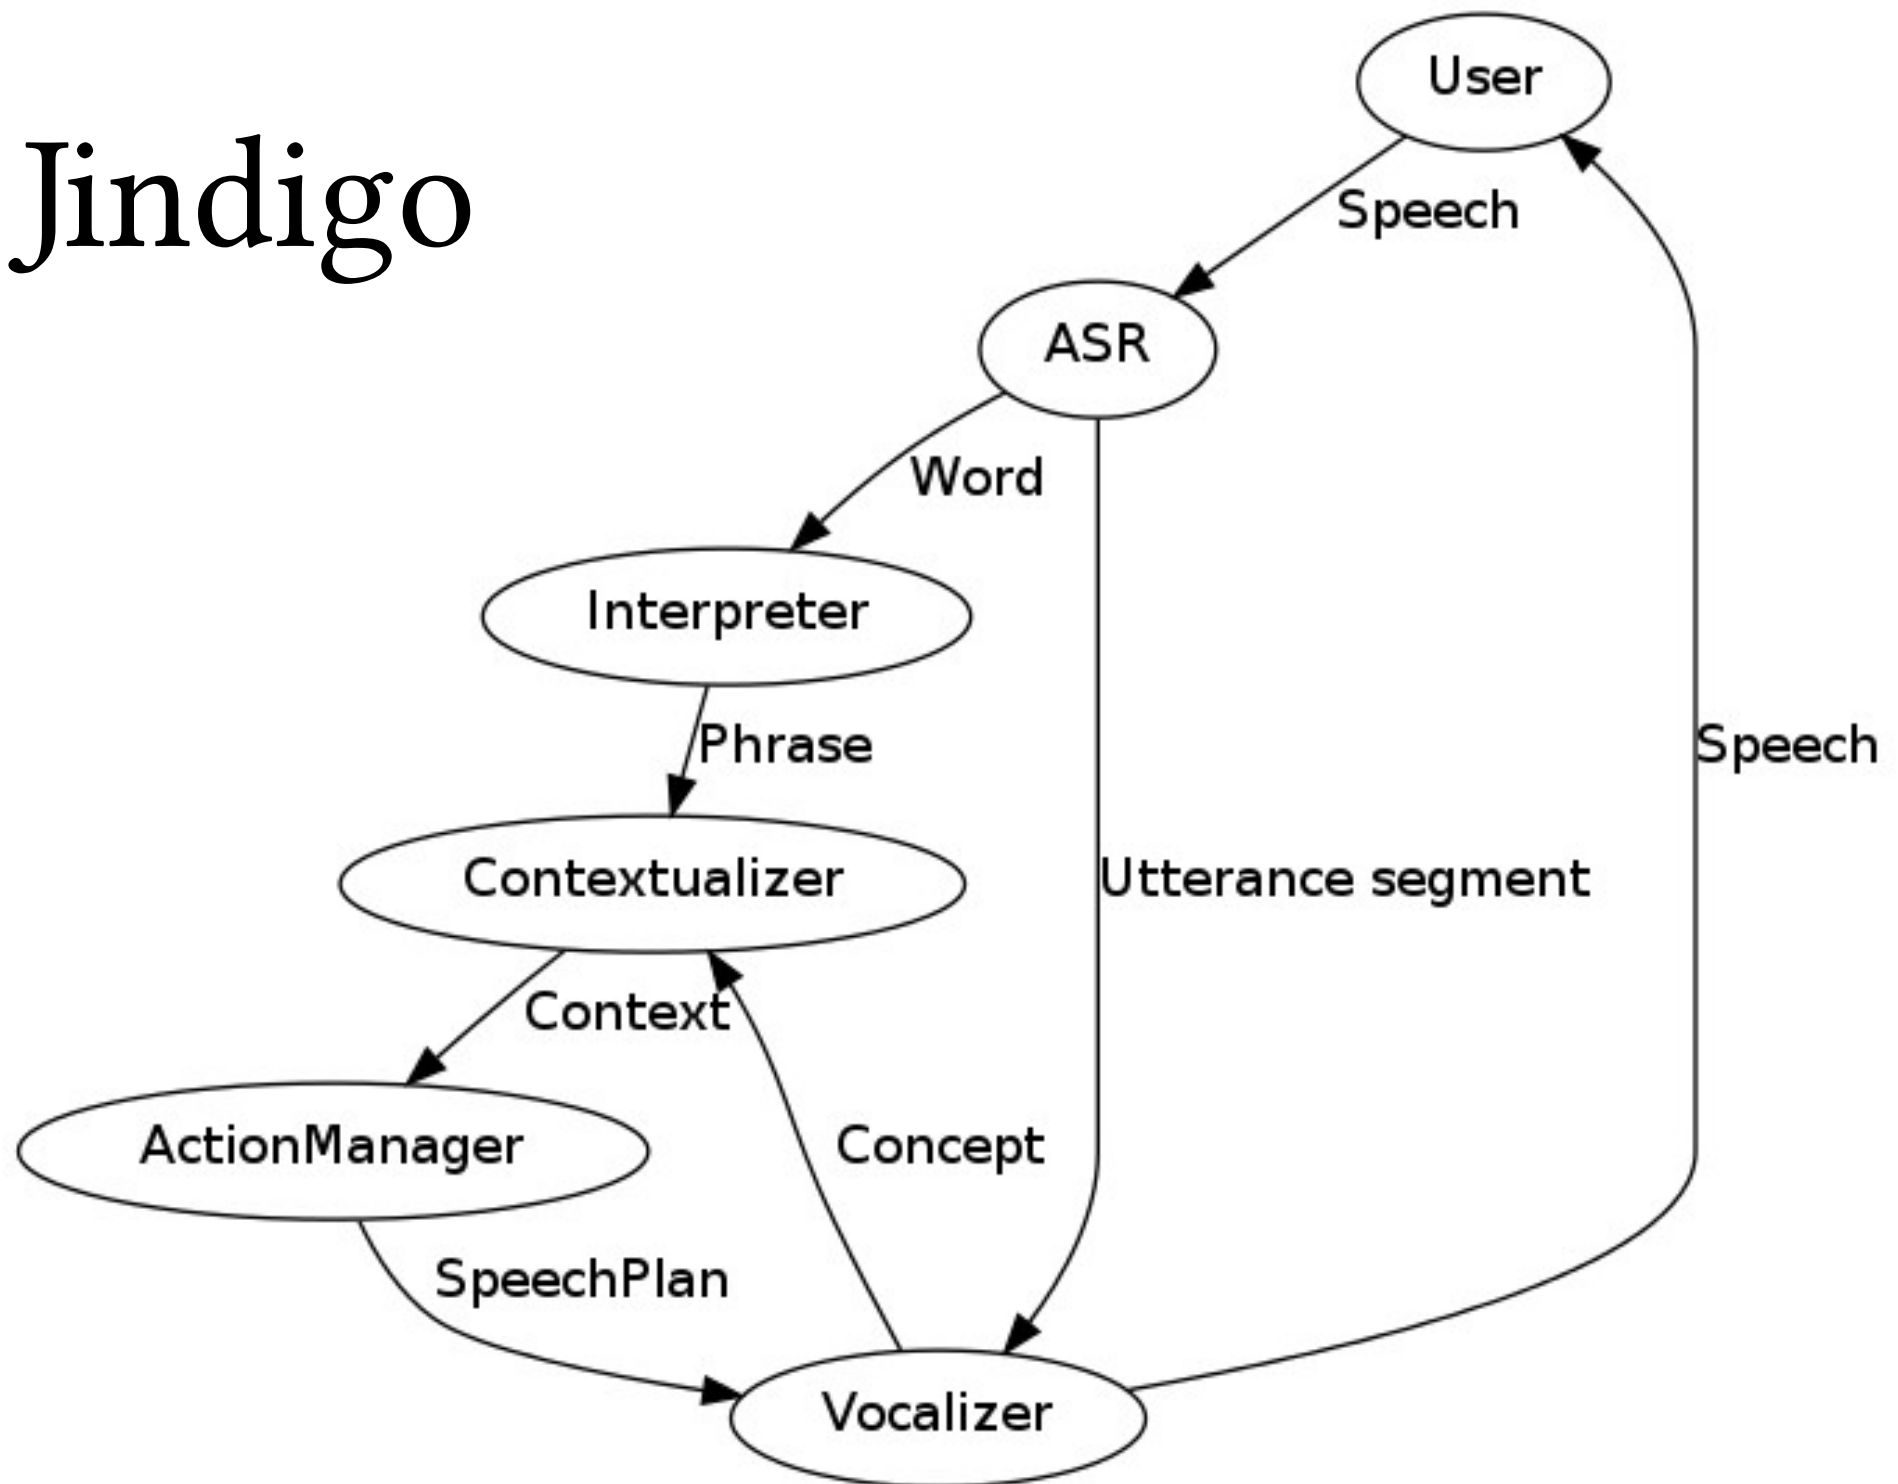 User
Jindigo
Speech
ASR
Word
Interpreter
Phrase
Speech
Contextualizer
Utterance segment
Context
ActionManager
Concept
SpeechPlan
Vocalizer